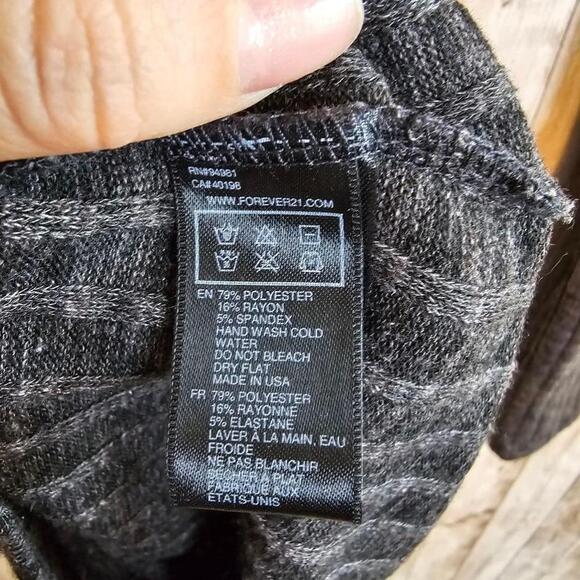 RN#94981
CA#40198
WWW.FOREVER21.COM
EN 79% POLYESTER
16% RAYON
5% SPANDEX
HAND WASH COLD
WATER
DO NOT BLEACH
DRY FLAT
MADE IN USA
FR 79% POLYESTER
16% RAYONNE
5% ELASTANE
LAVER À LA MAIN. EAU
FROIDE
NE PAS BLANCHIR
SÉCHER À PLAT
FABRIQUÉ AUX
ÉTATS-UNIS